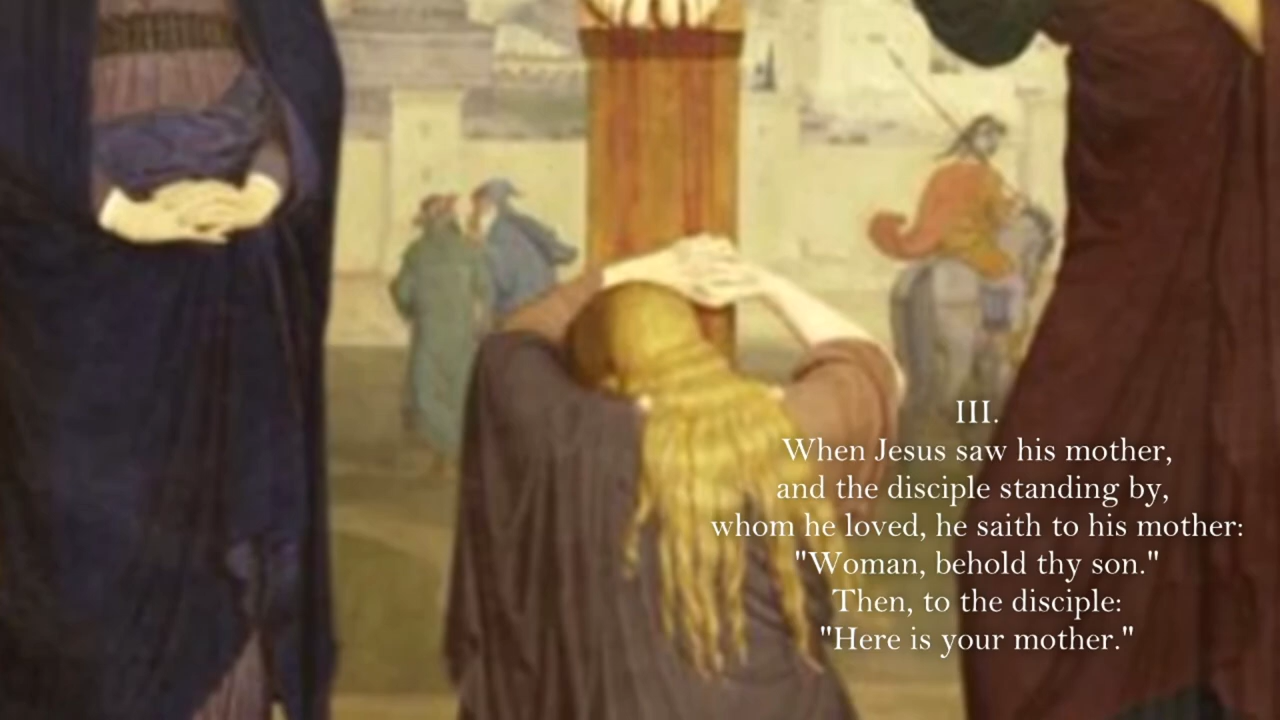 III.
When Jesus saw his mother,
and the disciple standing by,
whom he loved, he saith to his mother:
"Woman, behold thy son."
Then, to the disciple:
"Here is your mother."